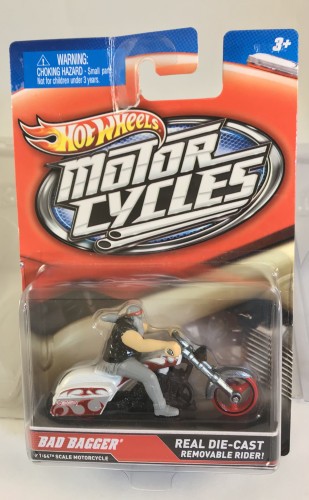 WARNING:
CHOKING HAZARD - Small parts
Not for children under 3 years.
3+
HOT WHEELS
MOTOR
CYCLES
BAD BAGGER
1:64TH SCALE MOTORCYCLE
REAL DIE-CAST
REMOVABLE RIDER!